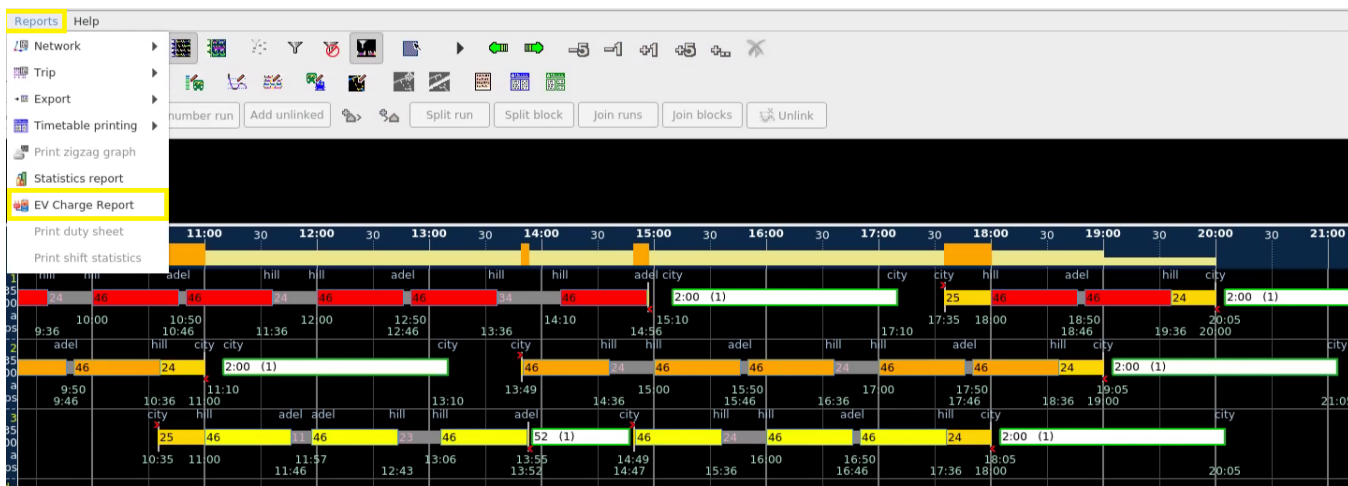 Reports Help
Network
Trip
Export
Timetable printing
Print zigzag graph
Statistics report
EV Charge Report
Print duty sheet
Print shift statistics
-5 -1 +1 +5
number run Add unlinked Split run Split block Join runs Join blocks Unlink
11:00 30 12:00 30 13:00 30 14:00 30 15:00 30 16:00 30 17:00 30 18:00 30 19:00 30 20:00 30 21:00
1 hill hill adel hill hill adel hill hill adel city city city hill adel hill city
24 46 46 24 46 46 34 46 2:00 (1) 25 46 46 24 2:00 (1)
10:00 10:50 12:00 12:50 14:10 15:10 17:35 18:00 18:50 20:05
9:36 10:46 11:36 12:46 13:36 14:56 17:10 18:46 19:36 20:00
2 adel hill city city city city hill hill adel hill hill adel hill city city
46 24 2:00 (1) 46 24 46 46 24 46 46 24 2:00 (1)
9:50 11:10 13:49 15:00 15:50 17:00 17:50 19:05
9:46 10:36 11:00 13:10 14:36 15:46 16:36 17:46 18:36 19:00 21:05
3 city hill adel adel hill hill adel city hill hill adel hill city city
25 46 11 46 23 46 52 (1) 46 24 46 46 24 2:00 (1)
10:35 11:00 11:57 13:06 13:55 14:49 16:00 16:50 18:05
11:46 12:43 13:52 14:47 15:36 16:46 17:36 18:00 20:05